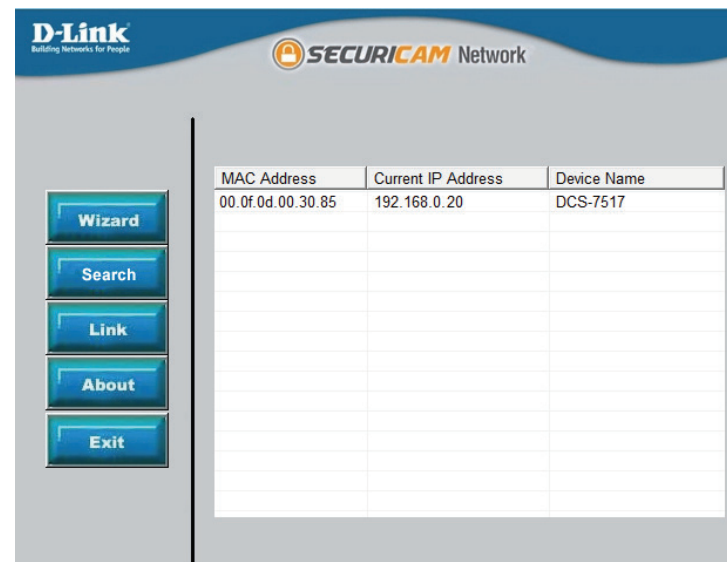 D-Link
Building Networks for People
SECURICAM Network
MAC Address Current IP Address Device Name
00.0f.0d.00.30.85 192.168.0.20 DCS-7517
Wizard
Search
Link
About
Exit